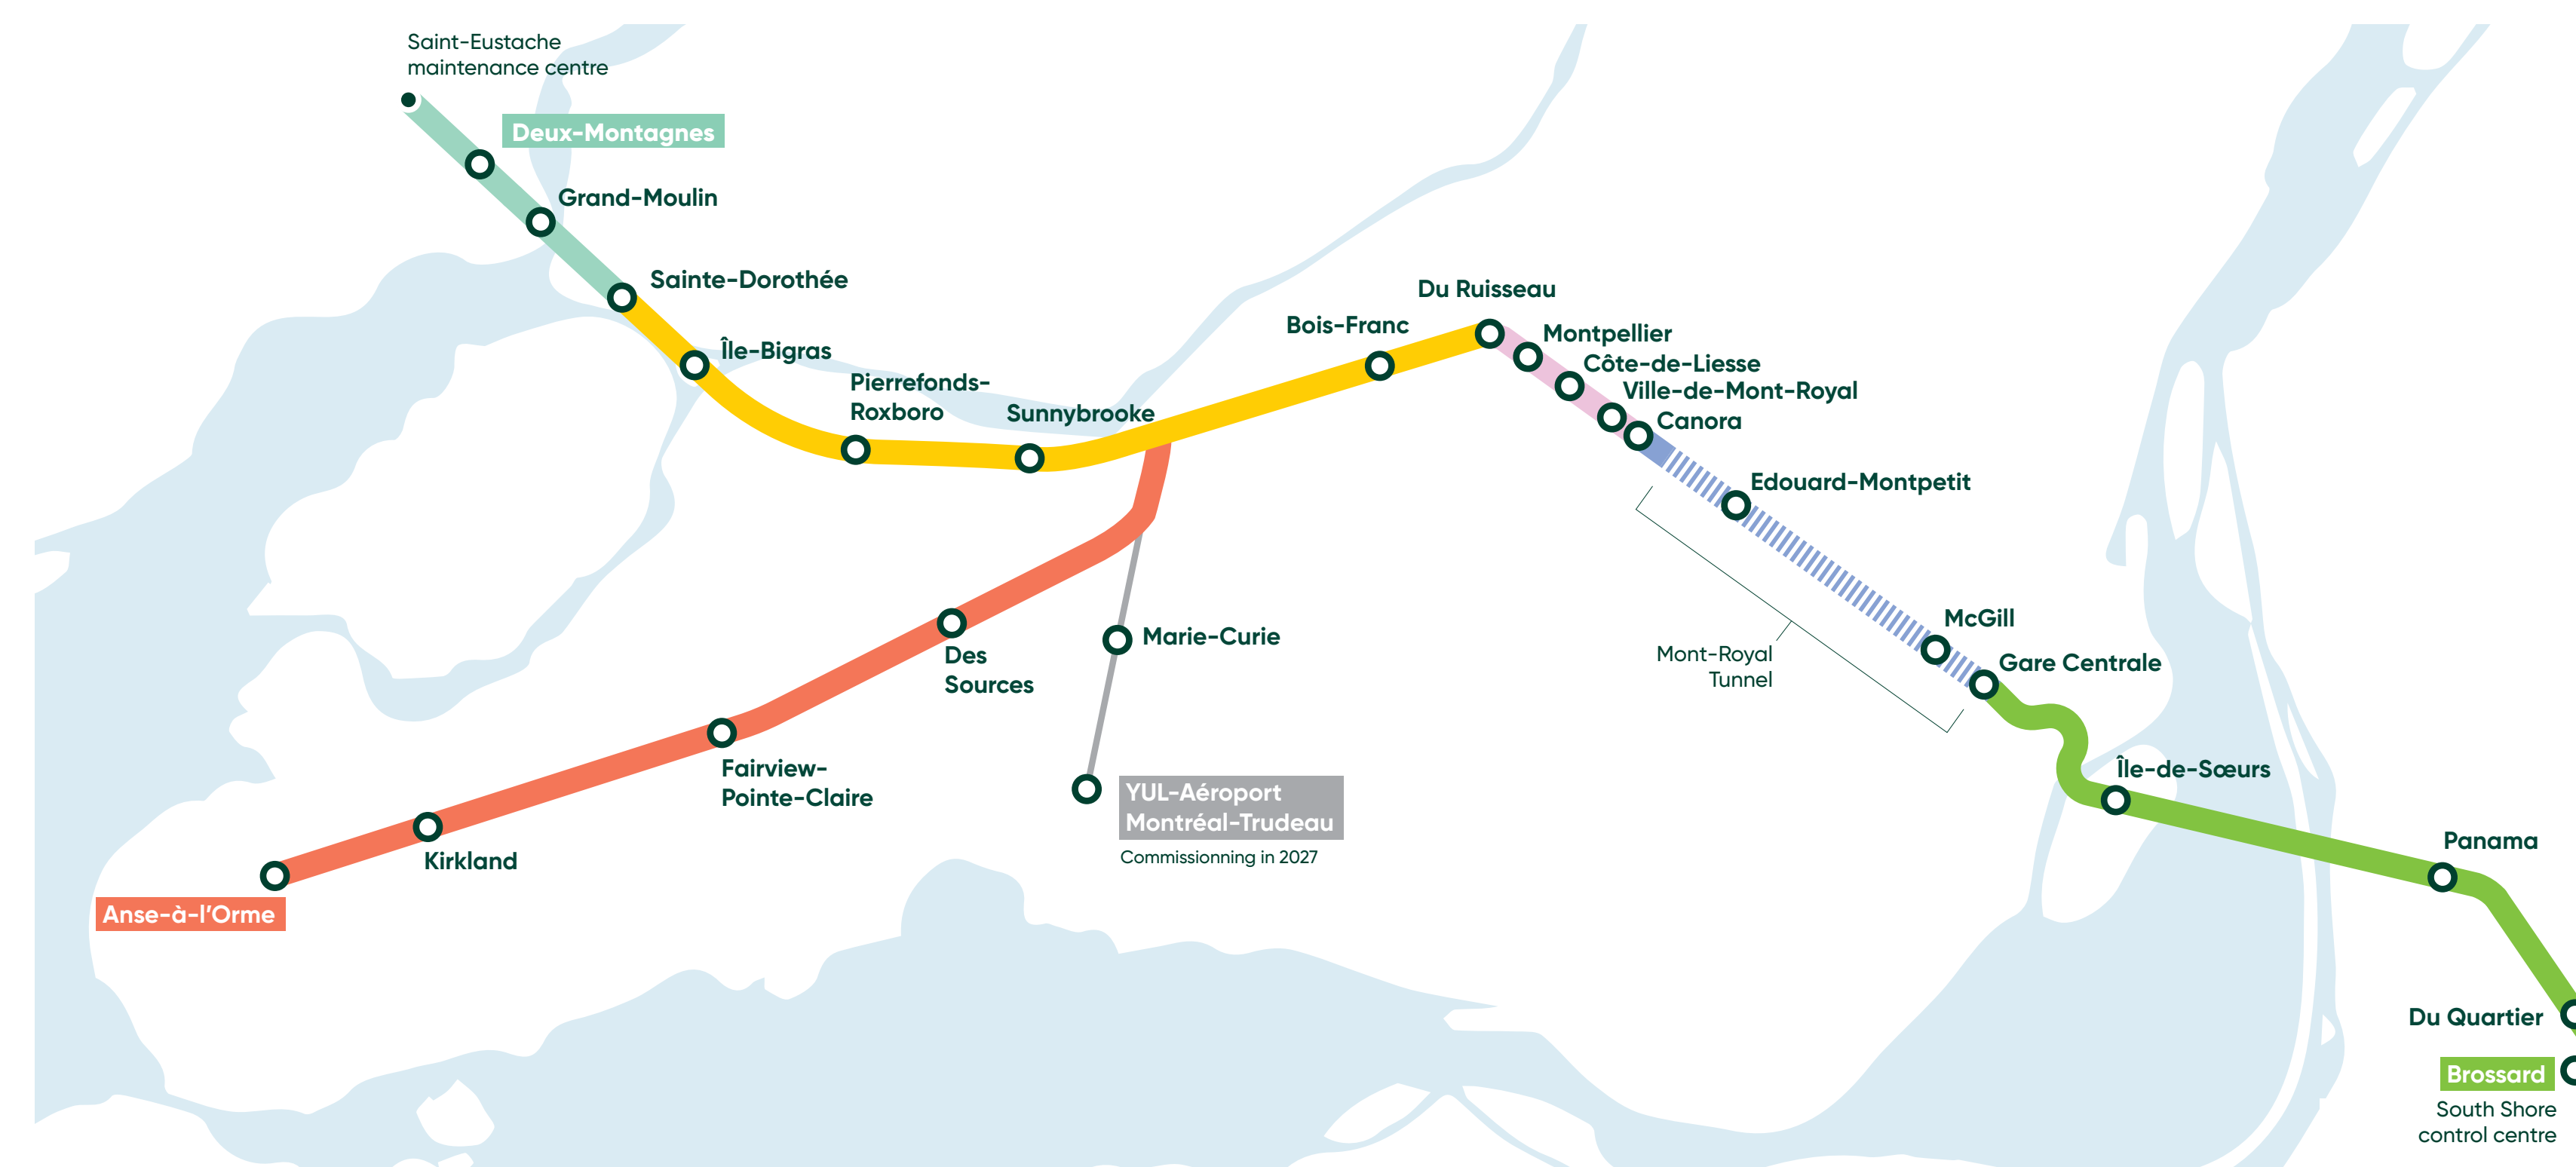 Saint-Eustache
maintenance centre
Deux-Montagnes
Grand-Moulin
Sainte-Dorothée
Île-Bigras
Pierrefonds-
Roxboro
Sunnybrooke
Bois-Franc
Du Ruisseau
Montpellier
Côte-de-Liesse
Ville-de-Mont-Royal
Canora
Edouard-Montpetit
McGill
Gare Centrale
Mont-Royal
Tunnel
Île-de-Sœurs
Panama
Du Quartier
Brossard
South Shore
control centre
Des
Sources
Marie-Curie
Fairview-
Pointe-Claire
YUL-Aéroport
Montréal-Trudeau
Commissionning in 2027
Kirkland
Anse-à-l’Orme